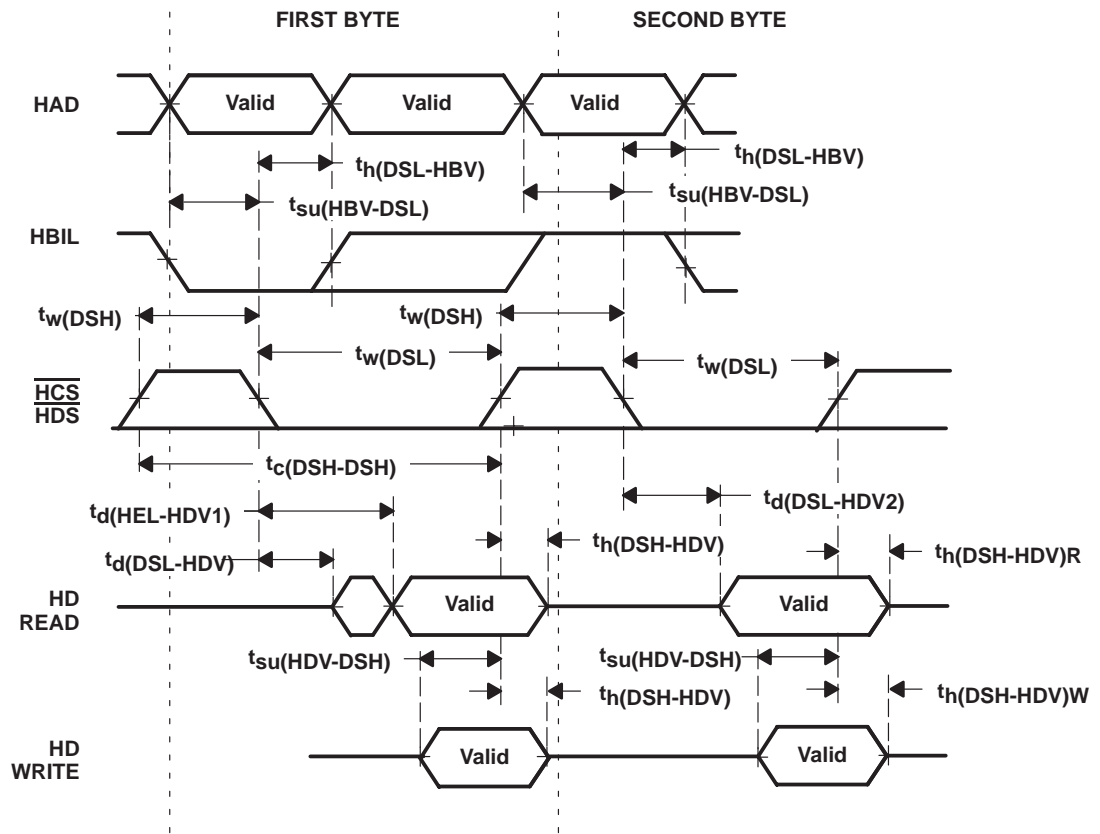 FIRST BYTE SECOND BYTE
HAD Valid Valid Valid
th(DSL-HBV) th(DSL-HBV)
tsu(HBV-DSL) tsu(HBV-DSL)
HBIL
tw(DSH) tw(DSH)
tw(DSL) tw(DSL)
HCS
HDS
tc(DSH-DSH)
td(HEL-HDV1) td(DSL-HDV2)
td(DSL-HDV) th(DSH-HDV) th(DSH-HDV)R
HD
READ
Valid Valid
tsu(HDV-DSH) tsu(HDV-DSH)
th(DSH-HDV) th(DSH-HDV)W
HD
WRITE
Valid Valid